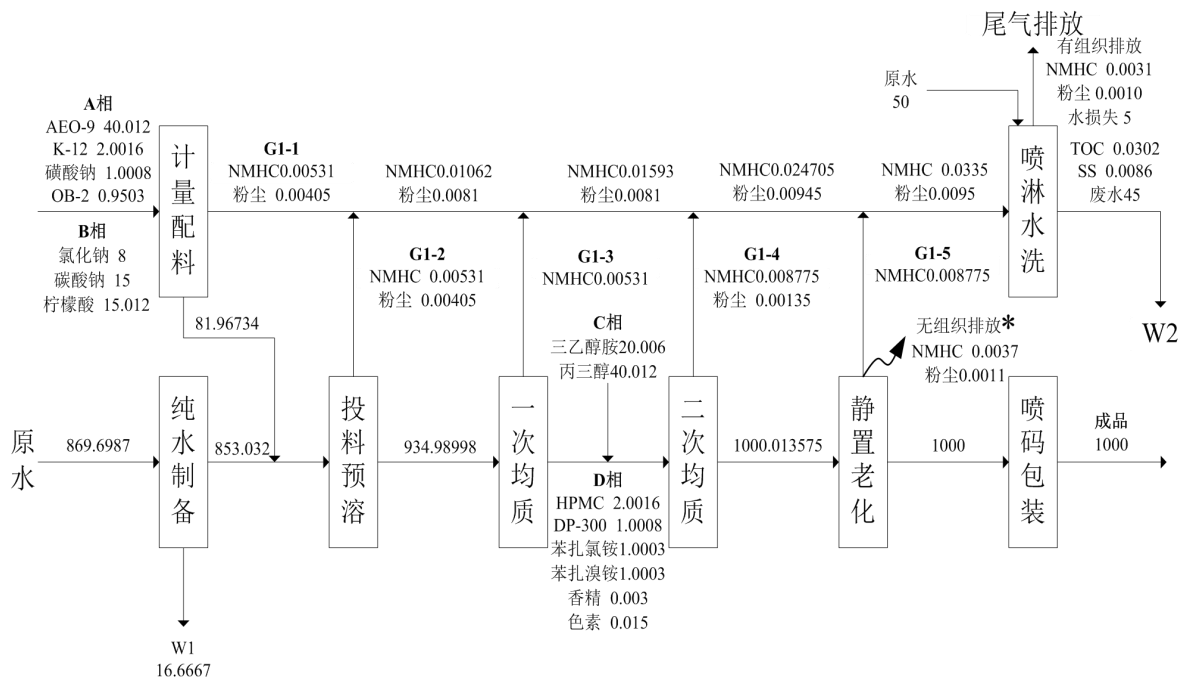 尾气排放
有组织排放
NMHC 0.0031
粉尘 0.0010
水损失 5
原水
50
A相
AEO-9 40.012
K-12 2.0016
磺酸钠 1.0008
OB-2 0.9503
B相
氯化钠 8
碳酸钠 15
柠檬酸 15.012
计量配料
G1-1
NMHC0.00531
粉尘 0.00405
NMHC0.01062
粉尘0.0081
NMHC0.01593
粉尘0.0081
NMHC0.024705
粉尘0.00945
NMHC 0.0335
粉尘0.0095
喷淋水洗
TOC 0.0302
SS 0.0086
废水45
W2
G1-2
NMHC 0.00531
粉尘 0.00405
G1-3
NMHC0.00531
G1-4
NMHC0.008775
粉尘 0.00135
G1-5
NMHC0.008775
81.96734
C相
三乙醇胺20.006
丙三醇40.012
无组织排放*
NMHC 0.0037
粉尘0.0011
原水
869.6987
纯水制备
853.032
投料预溶
934.98998
一次均质
二次均质
1000.013575
静置老化
1000
喷码包装
成品
1000
D相
HPMC 2.0016
DP-300 1.0008
苯扎氯铵1.0003
苯扎溴铵1.0003
香精 0.003
色素 0.015
W1
16.6667